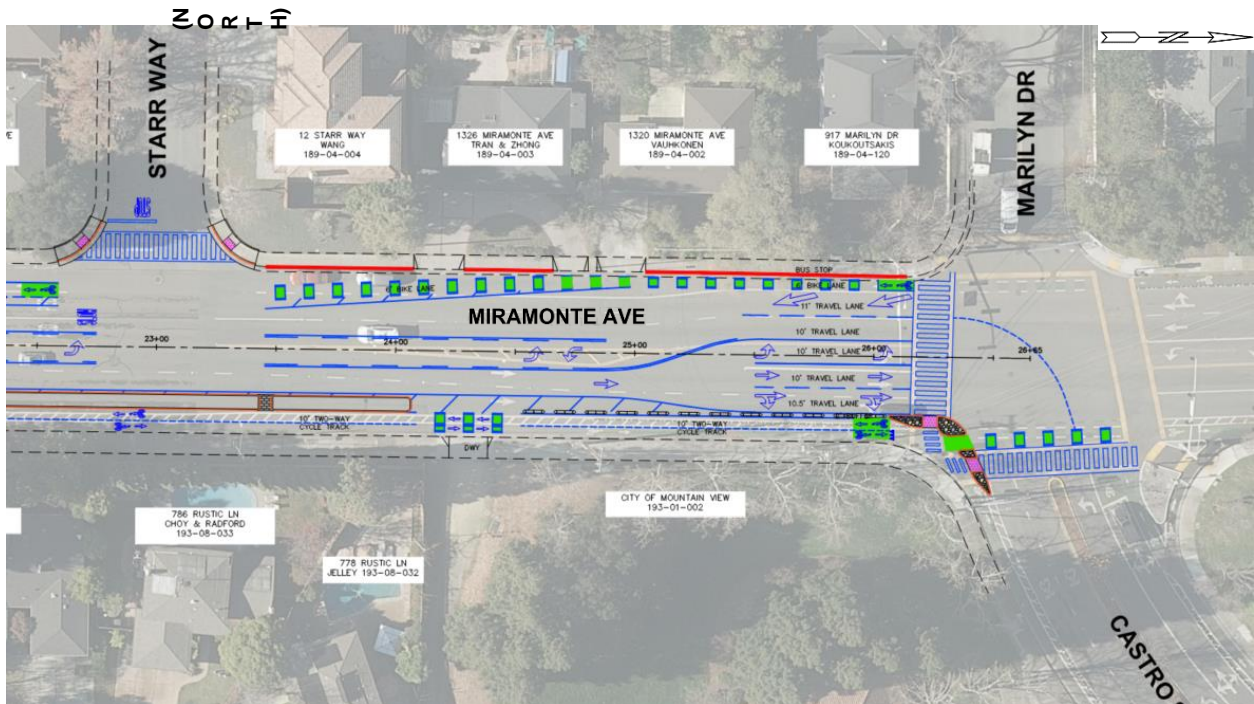 STARR WAY
(NORTH)
MARILYN DR
12 STARR WAY
WANG
189-04-004
1326 MIRAMONTE AVE
TRAN & ZHONG
189-04-003
1320 MIRAMONTE AVE
VAUHKONEN
189-04-002
917 MARILYN DR
KOUKOUTSAKIS
189-04-120
BUS STOP
6' BIKE LANE
6' BIKE LANE
11' TRAVEL LANE
MIRAMONTE AVE
10' TRAVEL LANE
23+00
24+00
25+00
10' TRAVEL LANE
26+00
26+65
10' TRAVEL LANE
10.5' TRAVEL LANE
10' TWO-WAY
CYCLE TRACK
10' TWO-WAY
CYCLE TRACK
DWY
CITY OF MOUNTAIN VIEW
193-01-002
786 RUSTIC LN
CHOY & RADFORD
193-08-033
778 RUSTIC LN
JELLEY 193-08-032
CASTRO